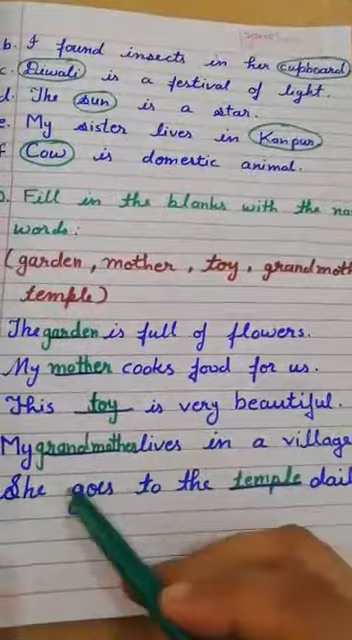 b. I found insects in her cupboard
c. Diwali is a festival of light.
d. The sun is a star.
e. My sister lives in Kanpur
f Cow is domestic animal.
Fill in the blanks with the na
words:
(garden, mother, toy, grandmoth
temple)
The garden is full of flowers.
My mother cooks food for us.
This toy is very beautiful.
My grandmother lives in a village
She goes to the temple dail